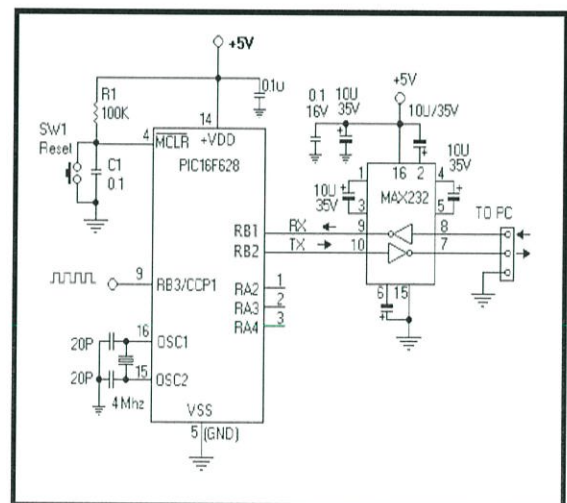 +5V
R1
100K
0.1U
14
+VDD
SW1
Reset
4
MCLR
PIC16F628
C1
0.1
RB1
RB2
9
RB3/CCP1
RA2
1
RA3
2
RA4
3
20P
16
OSC1
20P
15
OSC2
4Mhz
VSS
5 (GND)
+5V
0.1
16V
10U
35V
10U/35V
10U
35V
16
2
1
4
MAX232
10U
35V
3
5
RX
9
8
TX
10
7
TO PC
6
15